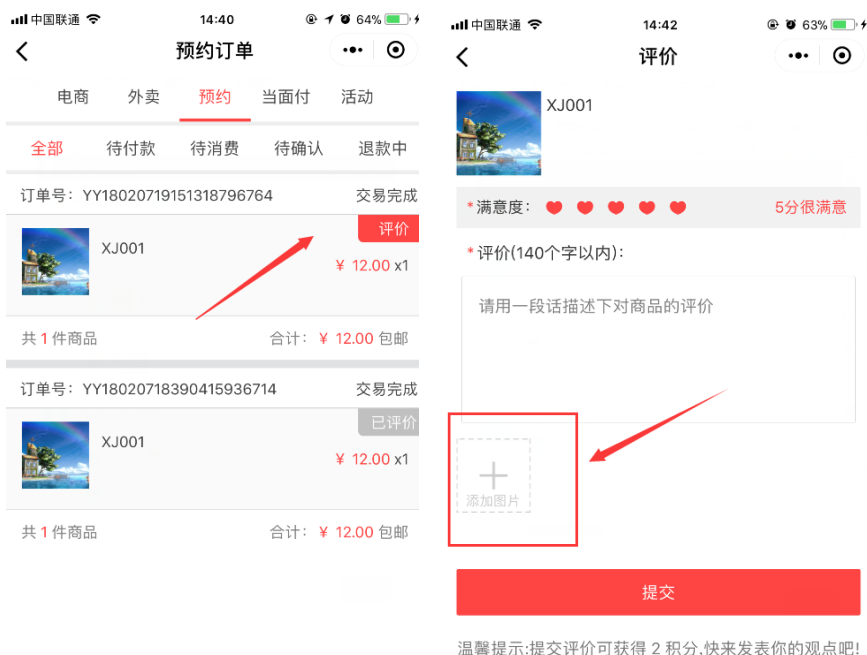 中国联通
14:40
64%
预约订单
电商
外卖
预约
当面付
活动
全部
待付款
待消费
待确认
退款中
订单号：YY18020719151318796764
交易完成
评价
XJ001
¥ 12.00 x1
共 1 件商品
合计：¥ 12.00 包邮
订单号：YY18020718390415936714
交易完成
已评价
XJ001
¥ 12.00 x1
共 1 件商品
合计：¥ 12.00 包邮
中国联通
14:42
63%
评价
XJ001
*满意度：
5分很满意
*评价(140个字以内)：
请用一段话描述下对商品的评价
添加图片
提交
温馨提示:提交评价可获得 2 积分,快来发表你的观点吧!